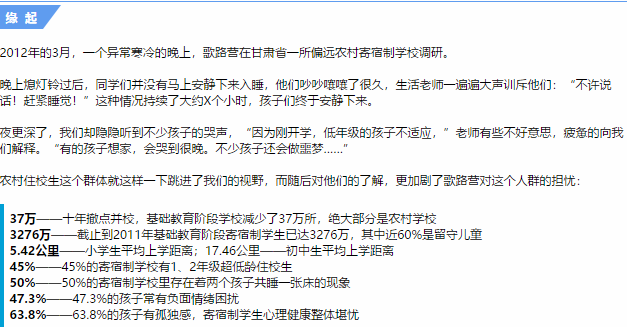 缘 起
2012年的3月，一个异常寒冷的晚上，歌路营在甘肃省一所偏远农村寄宿制学校调研。
晚上熄灯铃过后，同学们并没有马上安静下来入睡，他们吵吵嚷嚷了很久，生活老师一遍遍大声训斥他们：“不许说
话！赶紧睡觉！”这种情况持续了大约X个小时，孩子们终于安静下来。
夜更深了，我们却隐隐听到不少孩子的哭声，“因为刚开学，低年级的孩子不适应，”老师有些不好意思，疲惫的向我
们解释。“有的孩子想家，会哭到很晚。不少孩子还会做噩梦……”
农村住校生这个群体就这样一下跳进了我们的视野，而随后对他们的了解，更加剧了歌路营对这个人群的担忧：
37万——十年撤点并校，基础教育阶段学校减少了37万所，绝大部分是农村学校
3276万——截止到2011年基础教育阶段寄宿制学生已达3276万，其中近60%是留守儿童
5.42公里——小学生平均上学距离；17.46公里——初中生平均上学距离
45%——45%的寄宿制学校有1、2年级超低龄住校生
50%——50%的寄宿制学校里存在着两个孩子共睡一张床的现象
47.3%——47.3%的孩子常有负面情绪困扰
63.8%——63.8%的孩子有孤独感，寄宿制学生心理健康整体堪忧